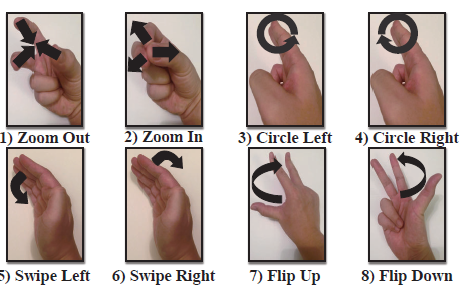 1) Zoom Out
2) Zoom In
3) Circle Left
4) Circle Right
5) Swipe Left
6) Swipe Right
7) Flip Up
8) Flip Down